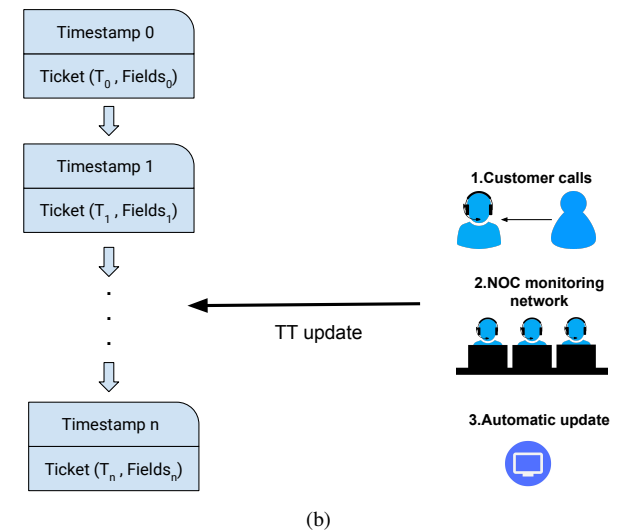 Timestamp 0
Ticket (T₀ , Fields₀)
Timestamp 1
Ticket (T₁ , Fields₁)
.
.
.
Timestamp n
Ticket (Tₙ , Fieldsₙ)
TT update
1.Customer calls
2.NOC monitoring
network
3.Automatic update
(b)